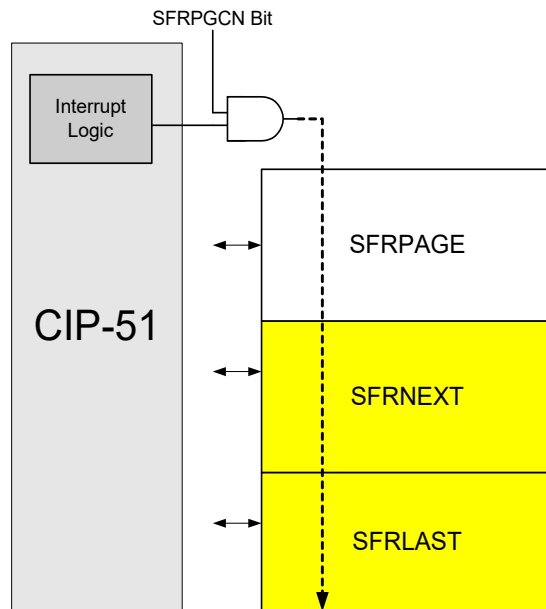 SFRPGCN Bit
Interrupt
Logic
SFRPAGE
CIP-51
SFRNEXT
SFRLAST